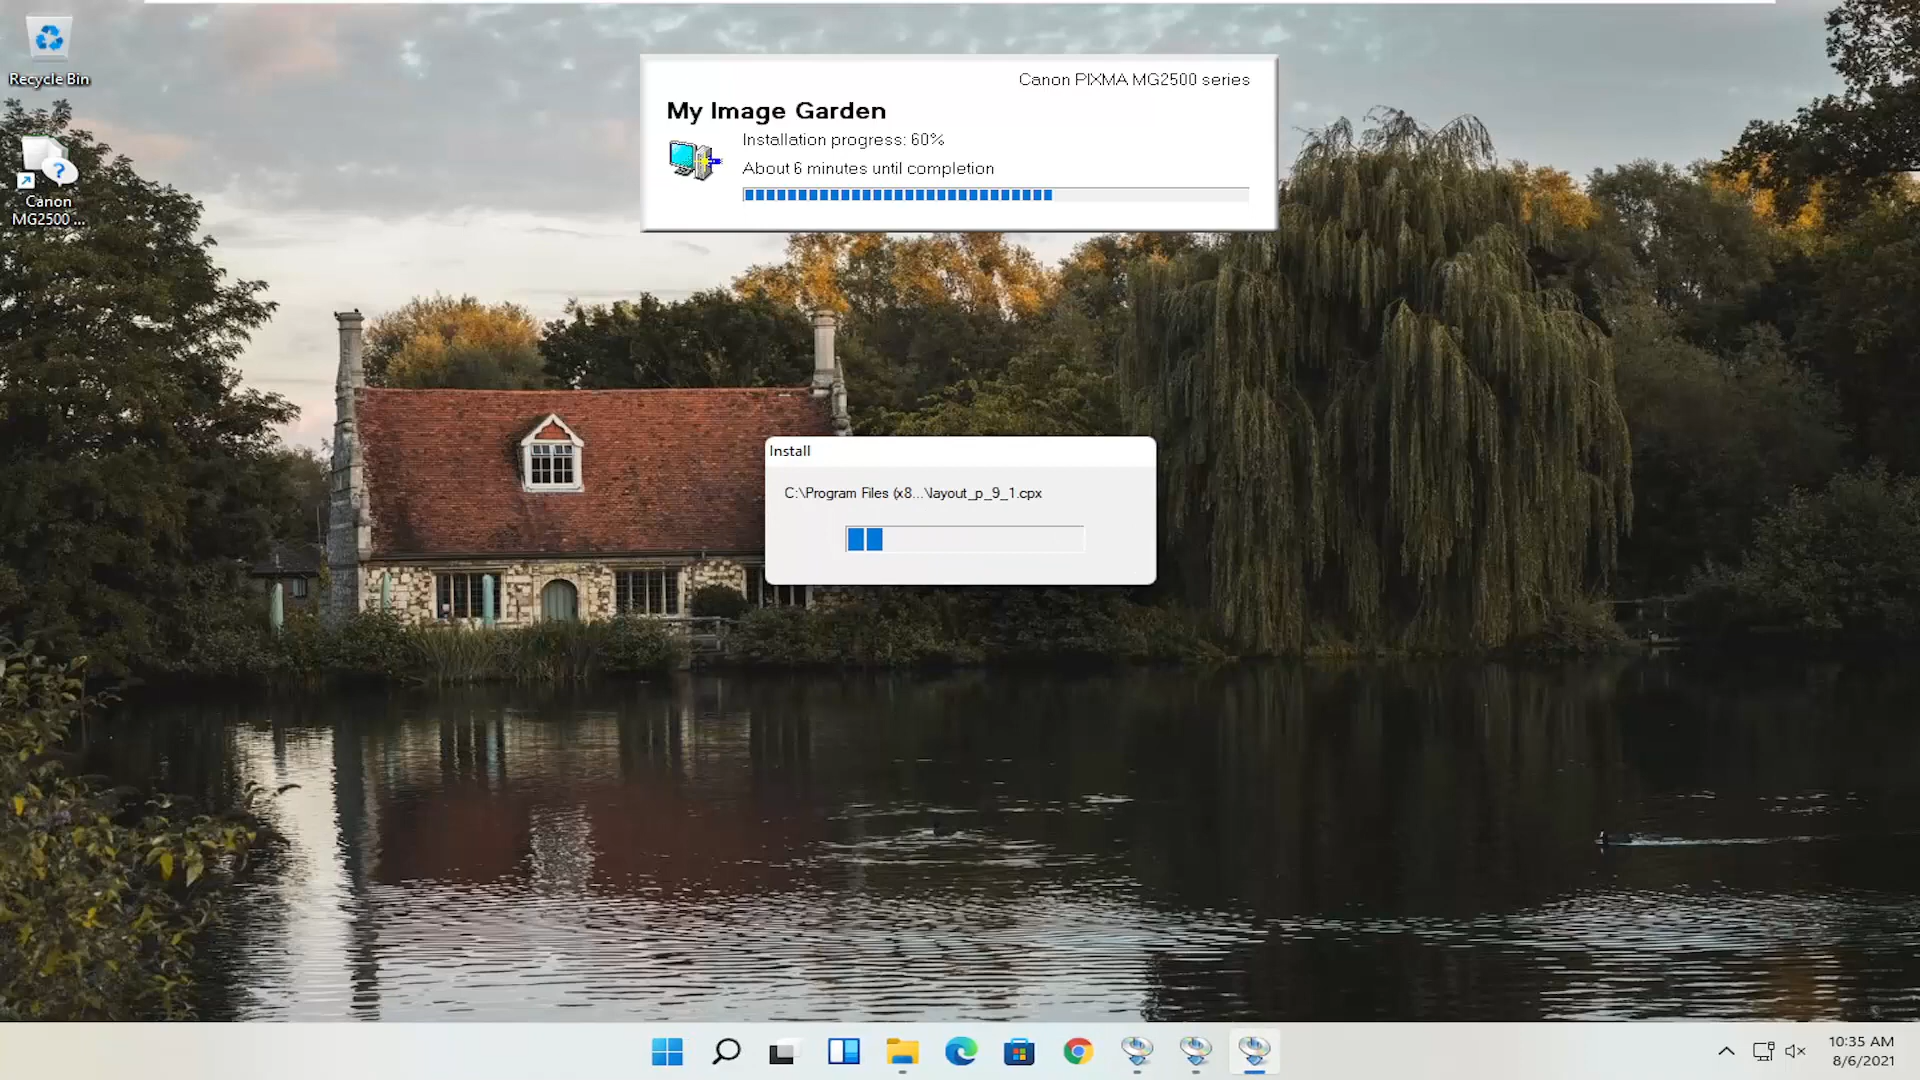 Recycle Bin
Canon
MG2500 ...
Canon PIXMA MG2500 series
My Image Garden
Installation progress: 60%
About 6 minutes until completion
Install
C:\Program Files (x8...\layout_p_9_1.cpx
10:35 AM
8/6/2021